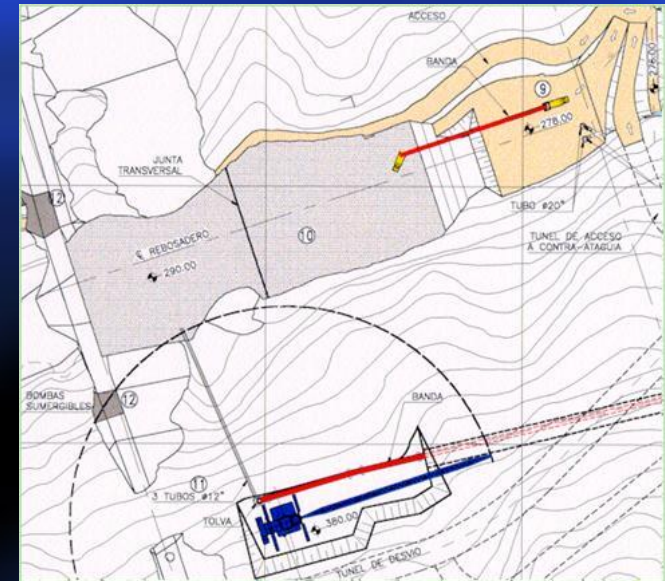 ACCESO
BANDA
278.00
9
278.00
JUNTA
TRANSVERSAL
12
TUBO ø20"
10
TUNEL DE ACCESO
A CONTRA-ATAGUIA
℄ REBOSADERO
290.00
BOMBAS
SUMERGIBLES
12
BANDA
11
3 TUBOS ø12"
TOLVA
380.00
TUNEL DE DESVIO